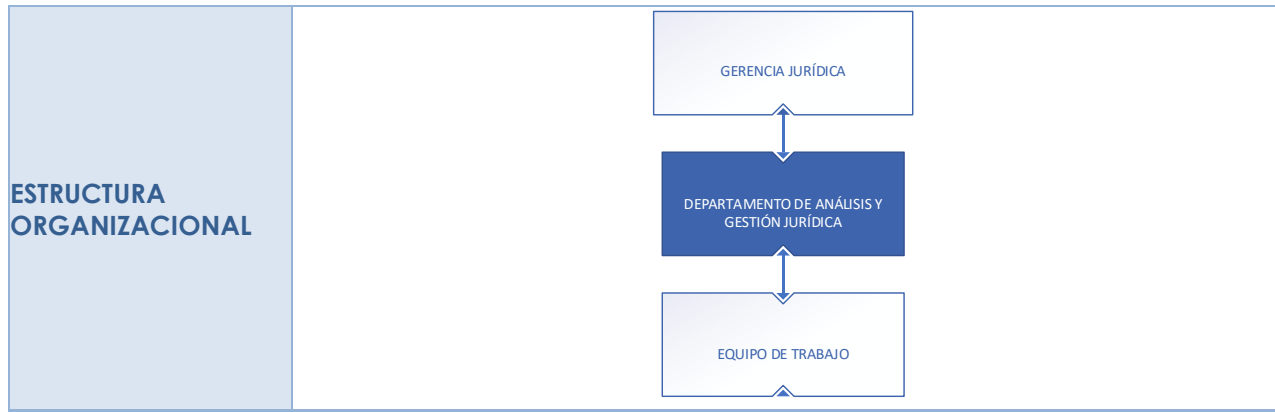 GERENCIA JURÍDICA
ESTRUCTURA
ORGANIZACIONAL
DEPARTAMENTO DE ANÁLISIS Y
GESTIÓN JURÍDICA
EQUIPO DE TRABAJO